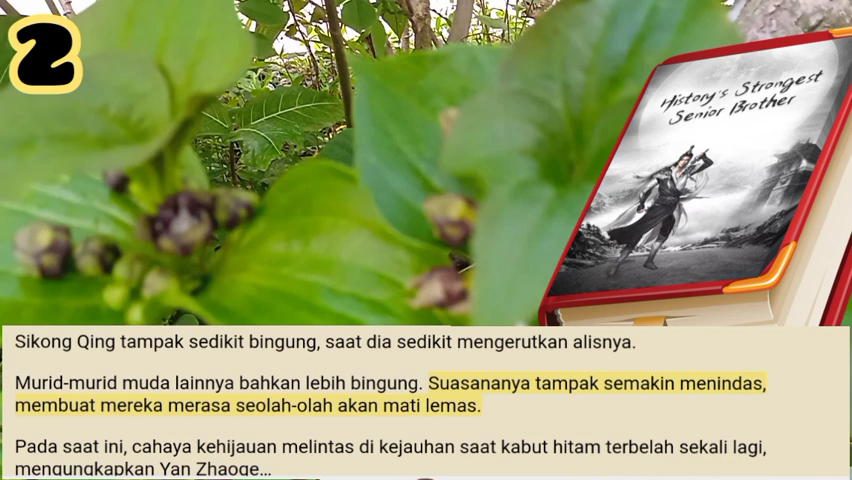 2
History's Strongest
Senior Brother
Sikong Qing tampak sedikit bingung, saat dia sedikit mengerutkan alisnya.
Murid-murid muda lainnya bahkan lebih bingung. Suasananya tampak semakin menindas,
membuat mereka merasa seolah-olah akan mati lemas.
Pada saat ini, cahaya kehijauan melintas di kejauhan saat kabut hitam terbelah sekali lagi,
mengungkapkan Yan Zhaoge...